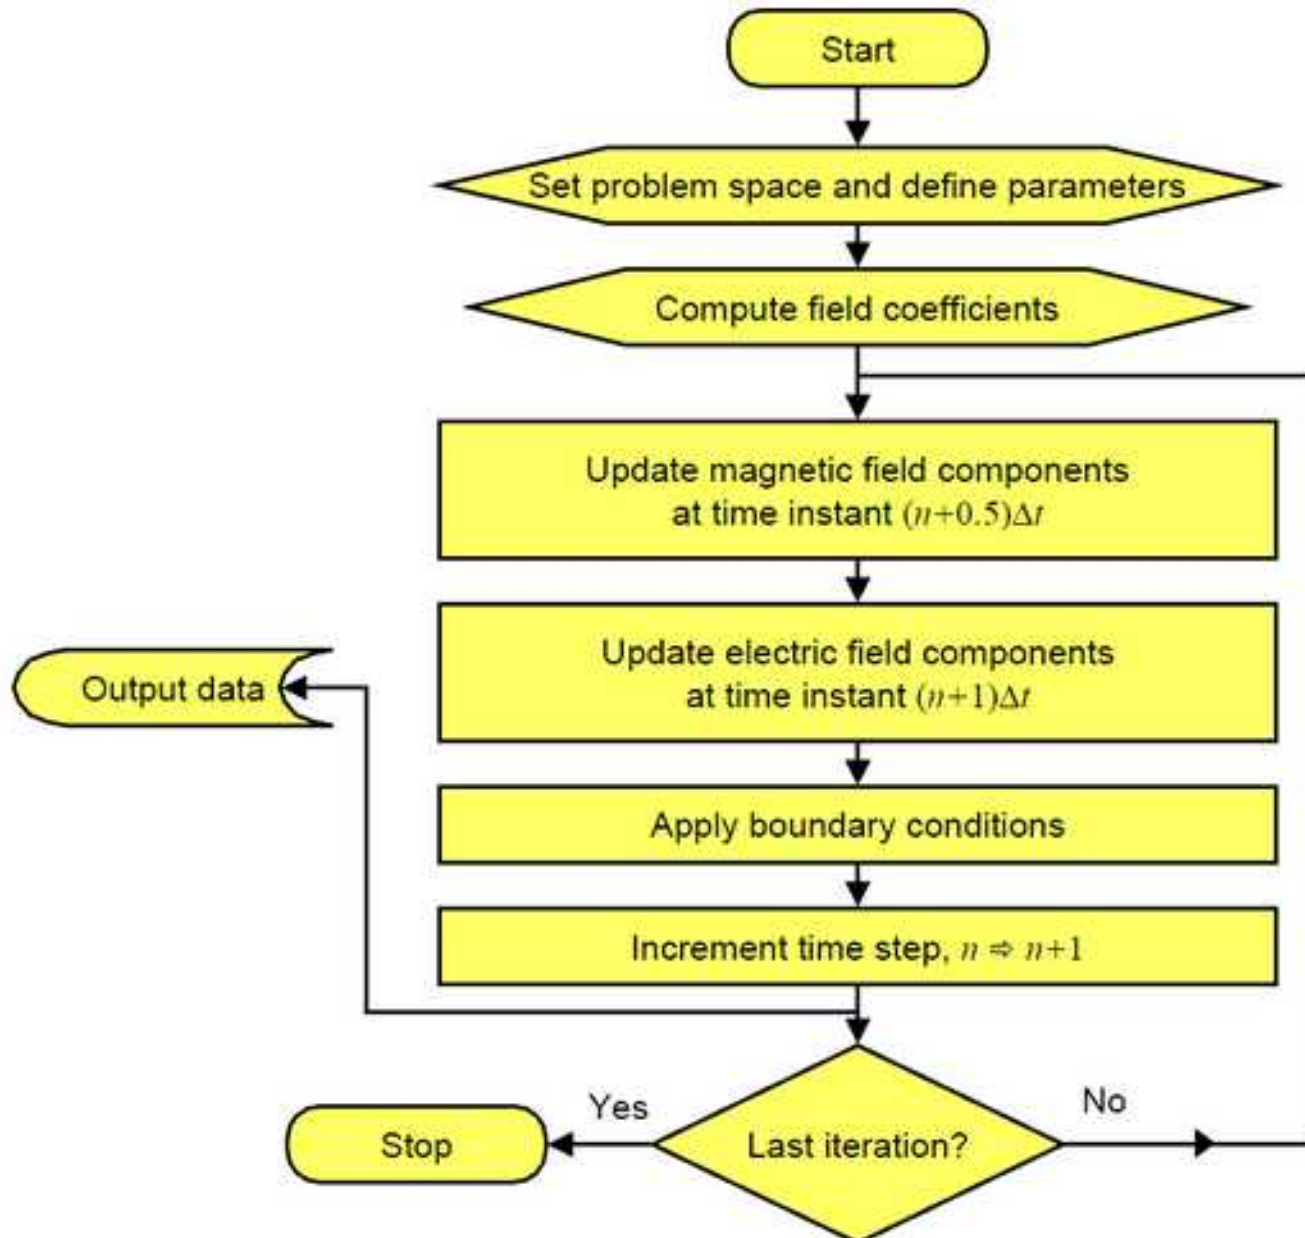 Start
Set problem space and define parameters
Compute field coefficients
Update magnetic field components
at time instant (n+0.5)Δt
Update electric field components
at time instant (n+1)Δt
Output data
Apply boundary conditions
Increment time step, n ⇨ n+1
Yes
No
Stop
Last iteration?